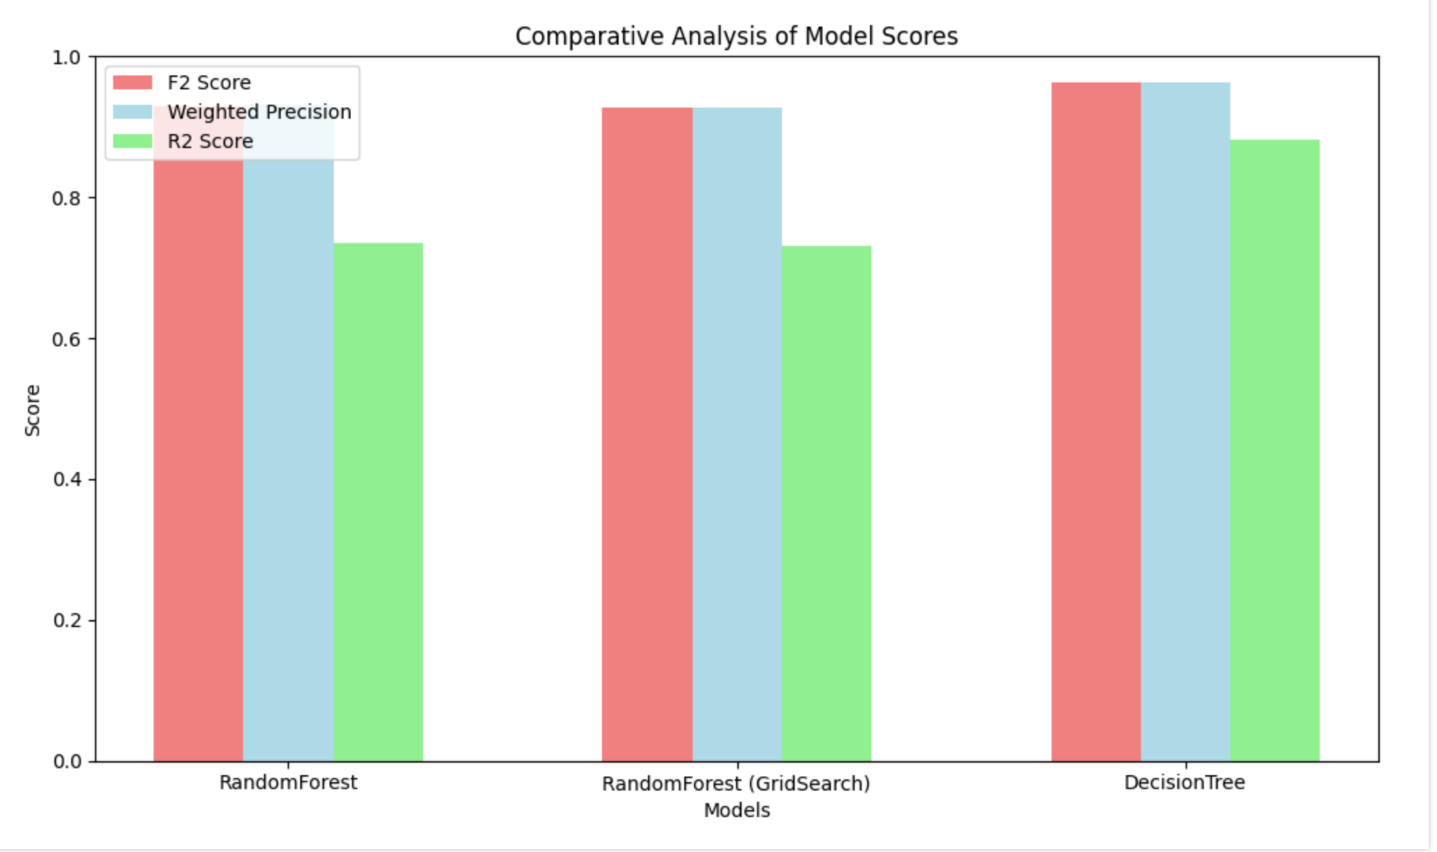 Comparative Analysis of Model Scores
1.0
F2 Score
Weighted Precision
R2 Score
0.8
0.6
Score
0.4
0.2
0.0
RandomForest
RandomForest (GridSearch)
DecisionTree
Models